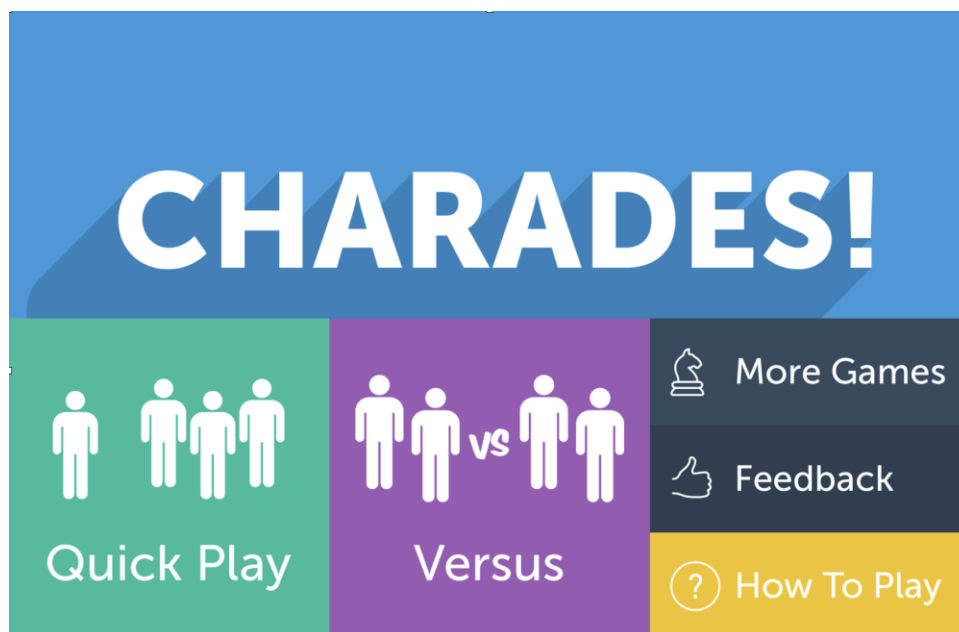 CHARADES!
Quick Play
vs
Versus
More Games
Feedback
?
How To Play